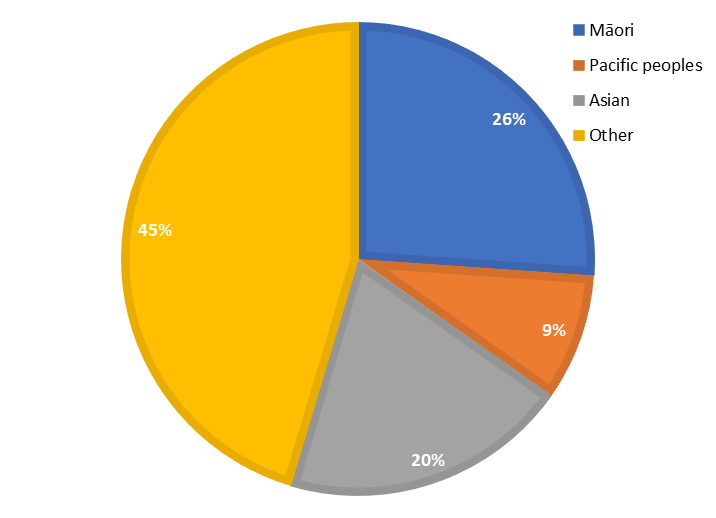 Māori
Pacific peoples
Asian
Other
26%
9%
20%
45%